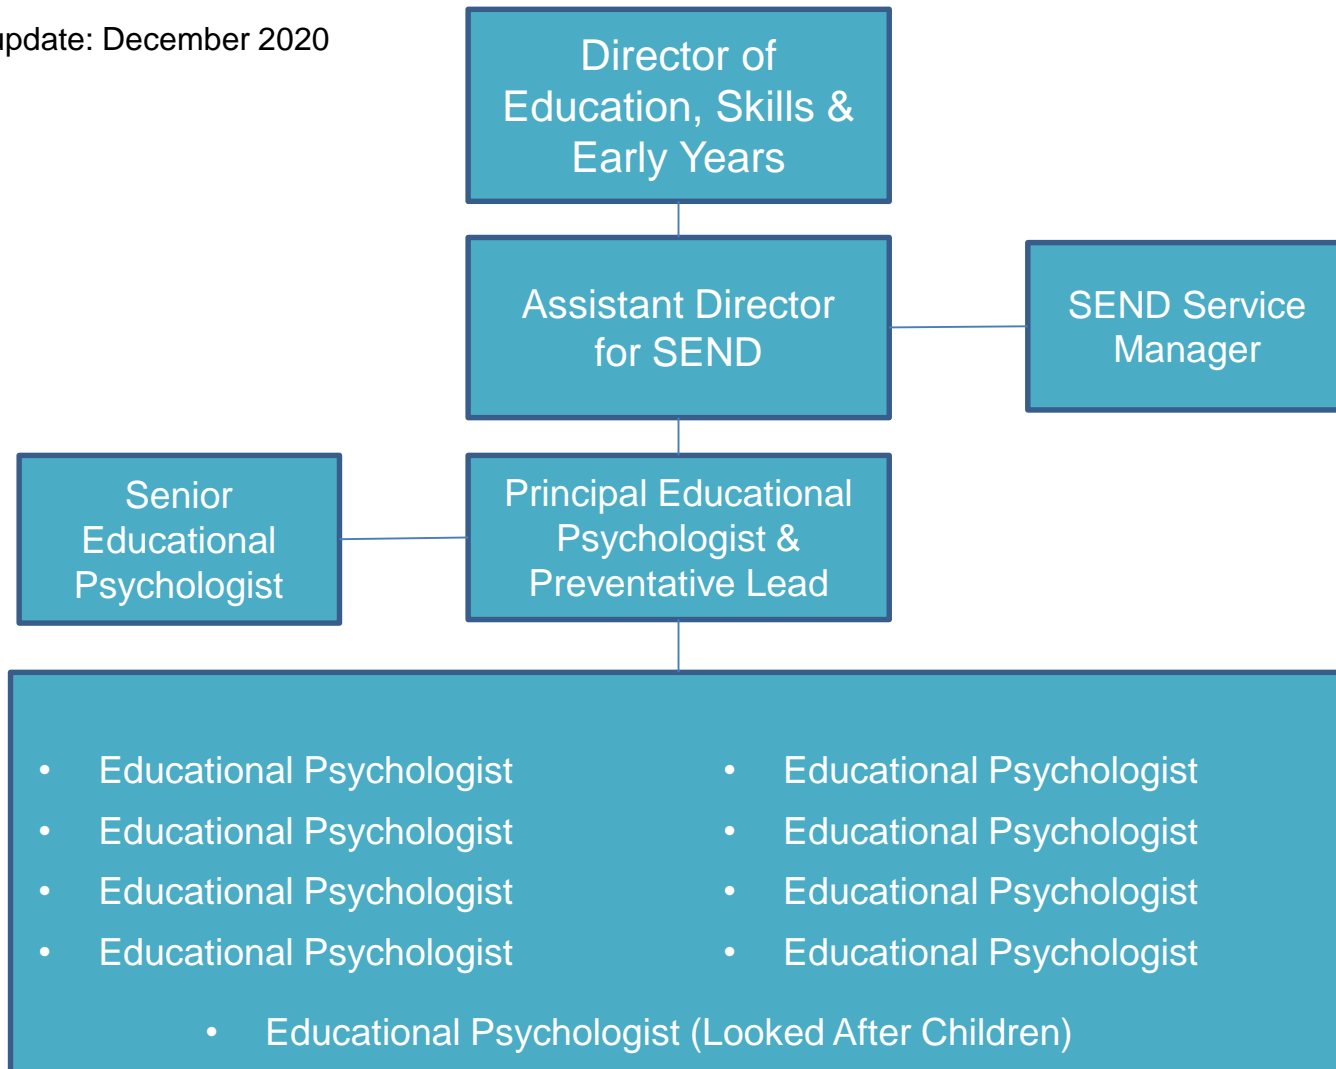 update: December 2020
Director of
Education, Skills &
Early Years
Assistant Director
for SEND
SEND Service
Manager
Senior
Educational
Psychologist
Principal Educational
Psychologist &
Preventative Lead
• Educational Psychologist
• Educational Psychologist
• Educational Psychologist
• Educational Psychologist
• Educational Psychologist
• Educational Psychologist
• Educational Psychologist
• Educational Psychologist
• Educational Psychologist (Looked After Children)